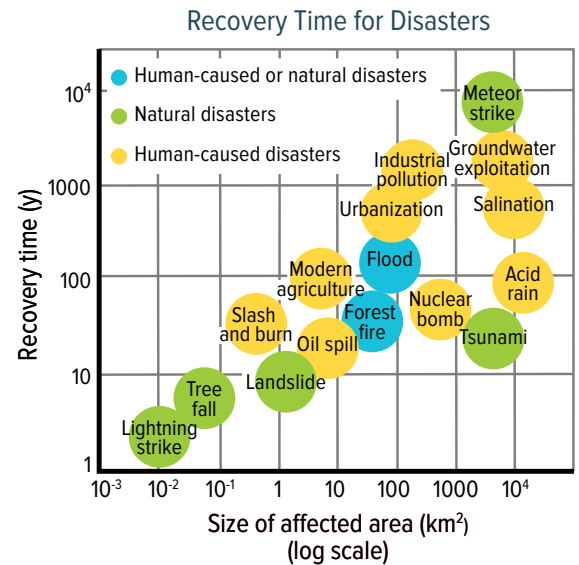 Recovery Time for Disasters
Human-caused or natural disasters
Natural disasters
Human-caused disasters
Recovery time (y)
10⁴
1000
100
10
1
Meteor
strike
Groundwater
exploitation
Industrial
pollution
Urbanization
Salination
Flood
Modern
agriculture
Acid
rain
Nuclear
bomb
Slash
and burn
Forest
fire
Oil spill
Tsunami
Landslide
Tree
fall
Lightning
strike
10⁻³ 10⁻² 10⁻¹ 1 10 100 1000 10⁴
Size of affected area (km²)
(log scale)